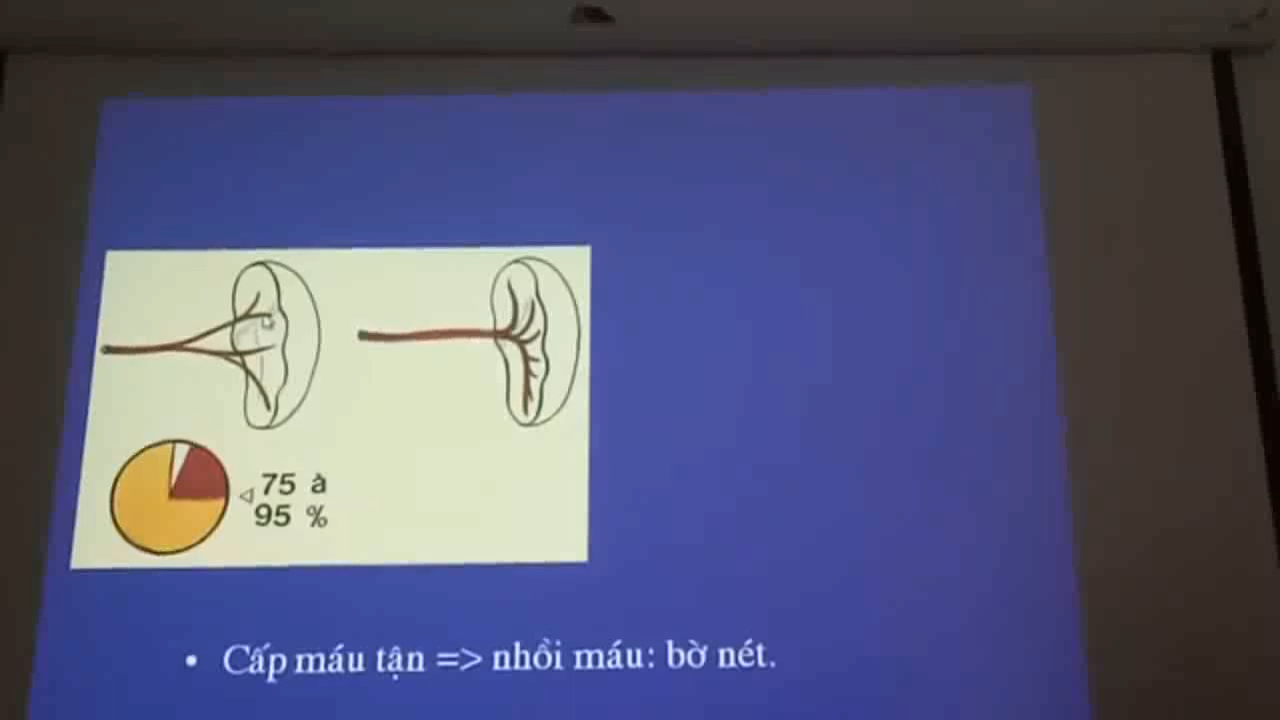 75 à
95 %
• Cấp máu tận => nhồi máu: bờ nét.